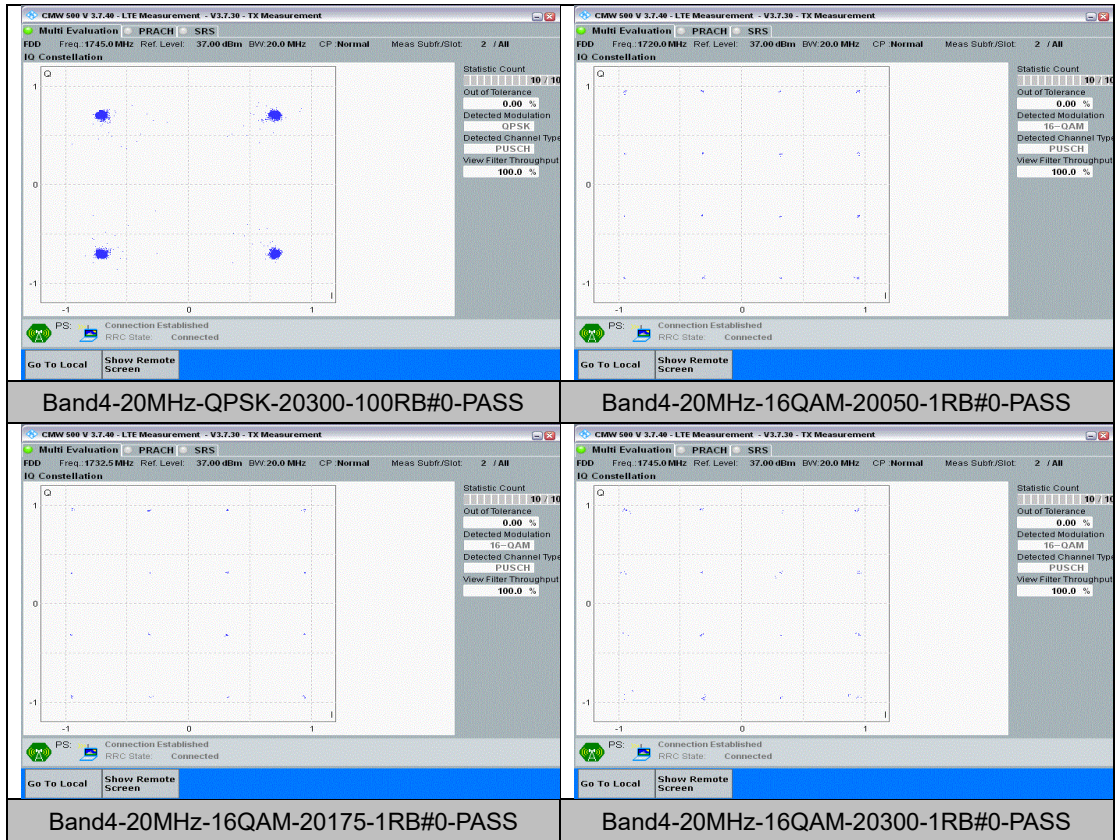 CMW 500 V 3.7.40 - LTE Measurement - V3.7.30 - TX Measurement
Multi Evaluation PRACH SRS
FDD Freq.:1745.0 MHz Ref. Level: 37.00 dBm BW:20.0 MHz CP :Normal Meas Subfr./Slot: 2 / All
IQ Constellation
Q
Statistic Count
10 / 10
Out of Tolerance
0.00 %
Detected Modulation
QPSK
Detected Channel Type
PUSCH
View Filter Throughput
100.0 %
1
0
-1
I
-1 0 1
PS: Connection Established
RRC State: Connected
Go To Local
Show Remote
Screen
Band4-20MHz-QPSK-20300-100RB#0-PASS
CMW 500 V 3.7.40 - LTE Measurement - V3.7.30 - TX Measurement
Multi Evaluation PRACH SRS
FDD Freq.:1720.0 MHz Ref. Level: 37.00 dBm BW:20.0 MHz CP :Normal Meas Subfr./Slot: 2 / All
IQ Constellation
Q
Statistic Count
10 / 10
Out of Tolerance
0.00 %
Detected Modulation
16-QAM
Detected Channel Type
PUSCH
View Filter Throughput
100.0 %
1
0
-1
I
-1 0 1
PS: Connection Established
RRC State: Connected
Go To Local
Show Remote
Screen
Band4-20MHz-16QAM-20050-1RB#0-PASS
CMW 500 V 3.7.40 - LTE Measurement - V3.7.30 - TX Measurement
Multi Evaluation PRACH SRS
FDD Freq.:1732.5 MHz Ref. Level: 37.00 dBm BW:20.0 MHz CP :Normal Meas Subfr./Slot: 2 / All
IQ Constellation
Q
Statistic Count
10 / 10
Out of Tolerance
0.00 %
Detected Modulation
16-QAM
Detected Channel Type
PUSCH
View Filter Throughput
100.0 %
1
0
-1
I
-1 0 1
PS: Connection Established
RRC State: Connected
Go To Local
Show Remote
Screen
Band4-20MHz-16QAM-20175-1RB#0-PASS
CMW 500 V 3.7.40 - LTE Measurement - V3.7.30 - TX Measurement
Multi Evaluation PRACH SRS
FDD Freq.:1745.0 MHz Ref. Level: 37.00 dBm BW:20.0 MHz CP :Normal Meas Subfr./Slot: 2 / All
IQ Constellation
Q
Statistic Count
10 / 10
Out of Tolerance
0.00 %
Detected Modulation
16-QAM
Detected Channel Type
PUSCH
View Filter Throughput
100.0 %
1
0
-1
I
-1 0 1
PS: Connection Established
RRC State: Connected
Go To Local
Show Remote
Screen
Band4-20MHz-16QAM-20300-1RB#0-PASS